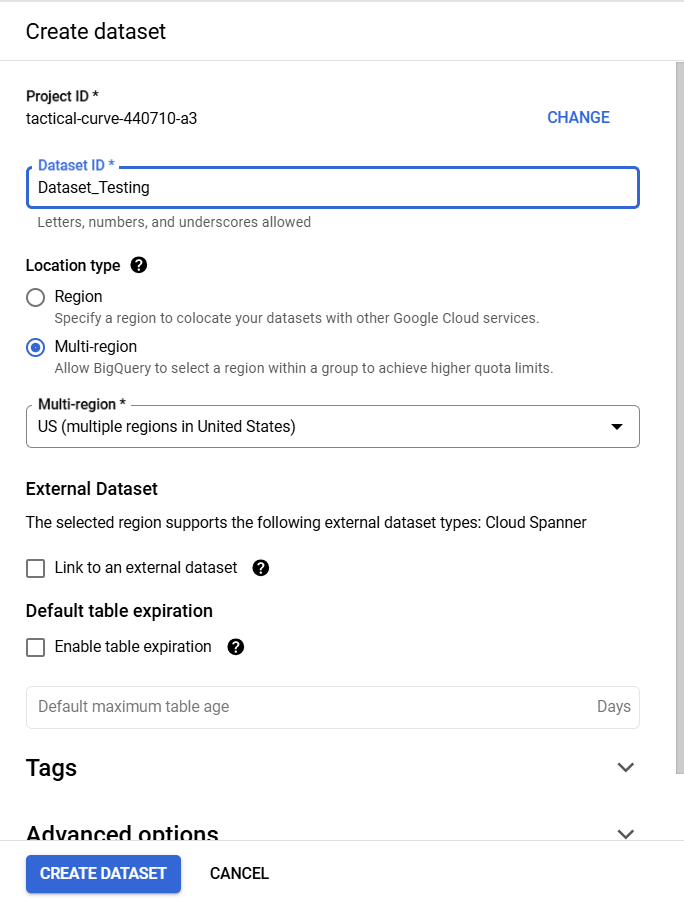 Create dataset
Project ID *
tactical-curve-440710-a3
CHANGE
Dataset ID *
Dataset_Testing
Letters, numbers, and underscores allowed
Location type
Region
Specify a region to colocate your datasets with other Google Cloud services.
Multi-region
Allow BigQuery to select a region within a group to achieve higher quota limits.
Multi-region *
US (multiple regions in United States)
External Dataset
The selected region supports the following external dataset types: Cloud Spanner
Link to an external dataset
Default table expiration
Enable table expiration
Default maximum table age Days
Tags
Advanced options
CREATE DATASET CANCEL